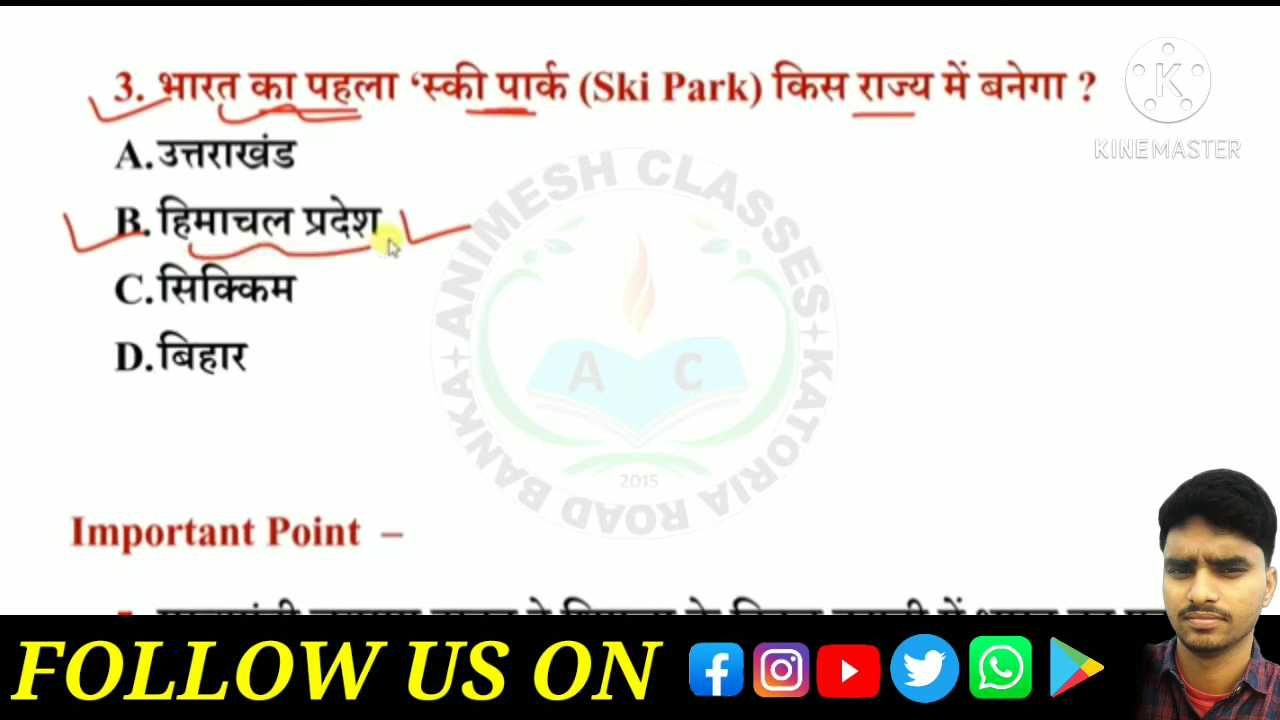 3. भारत का पहला ‘स्की पार्क (Ski Park) किस राज्य में बनेगा ?
A. उत्तराखंड
B. हिमाचल प्रदेश
C. सिक्किम
D. बिहार
Important Point –
K
KINEMASTER
ANIMESH CLASSES
KATORIA ROAD BANKA
A C
2015
FOLLOW US ON